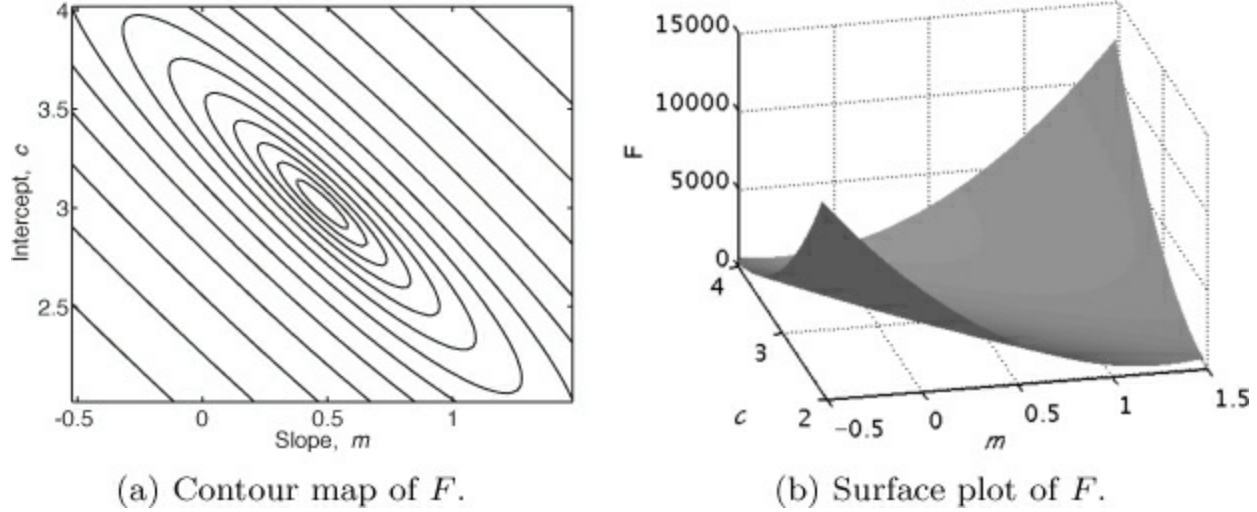 4
3.5
3
2.5
Intercept, c
-0.5
0
0.5
1
Slope, m
(a) Contour map of F.
15000
10000
5000
0
F
4
3
2
c
-0.5
0
0.5
1
1.5
m
(b) Surface plot of F.